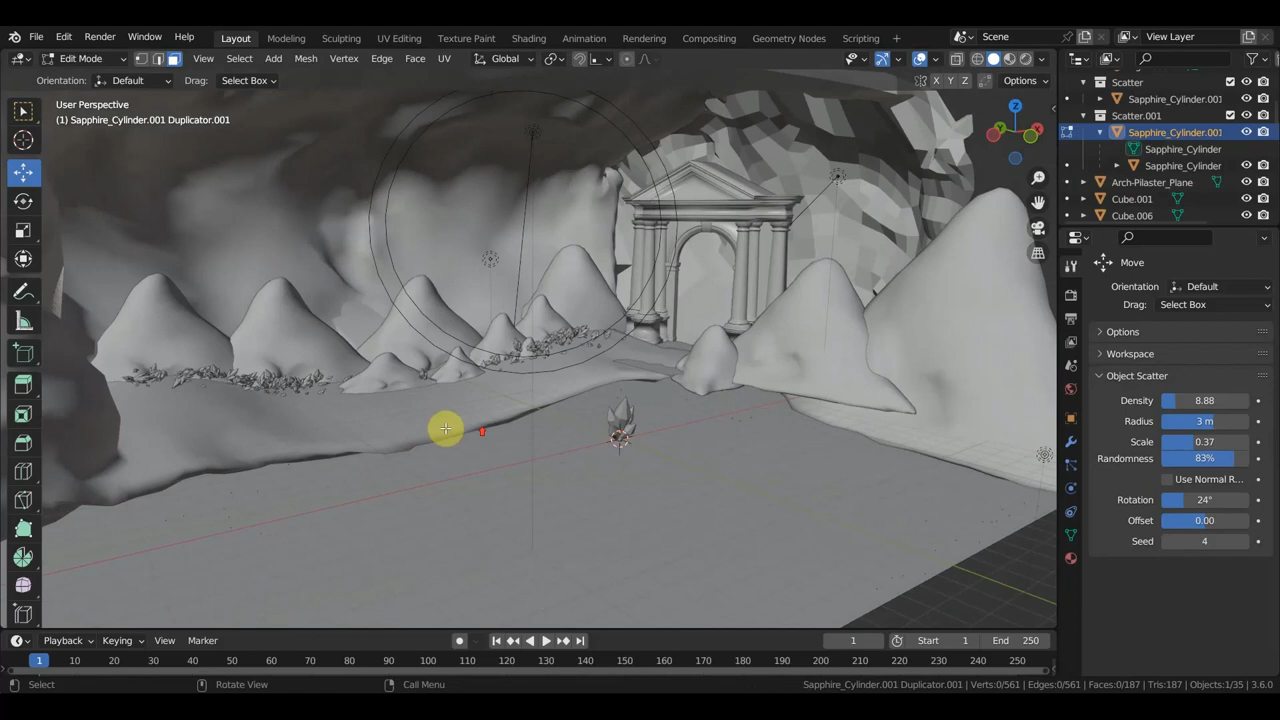 File Edit Render Window Help Layout Modeling Sculpting UV Editing Texture Paint Shading Animation Rendering Compositing Geometry Nodes Scripting + Scene View Layer
Edit Mode View Select Add Mesh Vertex Edge Face UV Global
Orientation: Default Drag: Select Box X Y Z Options
User Perspective
(1) Sapphire_Cylinder.001 Duplicator.001
Z
Y X
Scatter
Sapphire_Cylinder.001
Scatter.001
Sapphire_Cylinder.001
Sapphire_Cylinder
Sapphire_Cylinder
Arch-Pilaster_Plane
Cube.001
Cube.006
Move
Orientation Default
Drag: Select Box
Options
Workspace
Object Scatter
Density 8.88
Radius 3 m
Scale 0.37
Randomness 83%
Use Normal R...
Rotation 24°
Offset 0.00
Seed 4
Playback Keying View Marker 1 Start 1 End 250
1 10 20 30 40 50 60 70 80 90 100 110 120 130 140 150 160 170 180 190 200 210 220 230 240 250
Select Rotate View Call Menu Sapphire_Cylinder.001 Duplicator.001 | Verts:0/561 | Edges:0/561 | Faces:0/187 | Tris:187 | Objects:1/35 | 3.6.0